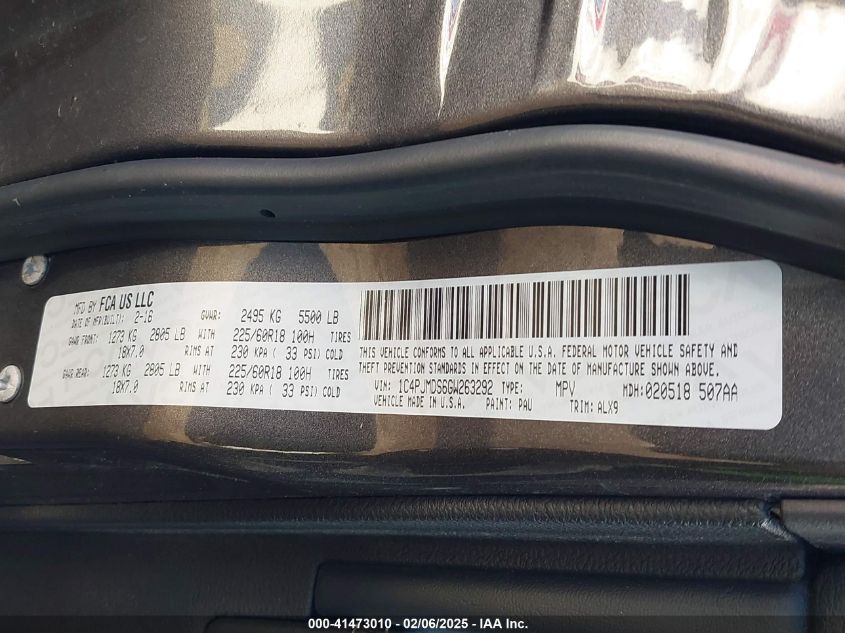 MFD BY FCA US LLC
DATE OF MFR(BUILT): 2-16 GVWR: 2495 KG 5500 LB
GAWR FRONT: 1273 KG 2805 LB WITH 225/60R18 100H TIRES
18X7.0 RIMS AT 230 KPA ( 33 PSI) COLD
GAWR REAR: 1273 KG 2805 LB WITH 225/60R18 100H TIRES
18X7.0 RIMS AT 230 KPA ( 33 PSI) COLD
THIS VEHICLE CONFORMS TO ALL APPLICABLE U.S.A. FEDERAL MOTOR VEHICLE SAFETY AND
THEFT PREVENTION STANDARDS IN EFFECT ON THE DATE OF MANUFACTURE SHOWN ABOVE.
VIN: 1C4PJMDS6GW263292 TYPE: MPV MDH:020518 507AA
VEHICLE MADE IN U.S.A. PAINT: PAU TRIM: ALX9
000-41473010 - 02/06/2025 - IAA Inc.